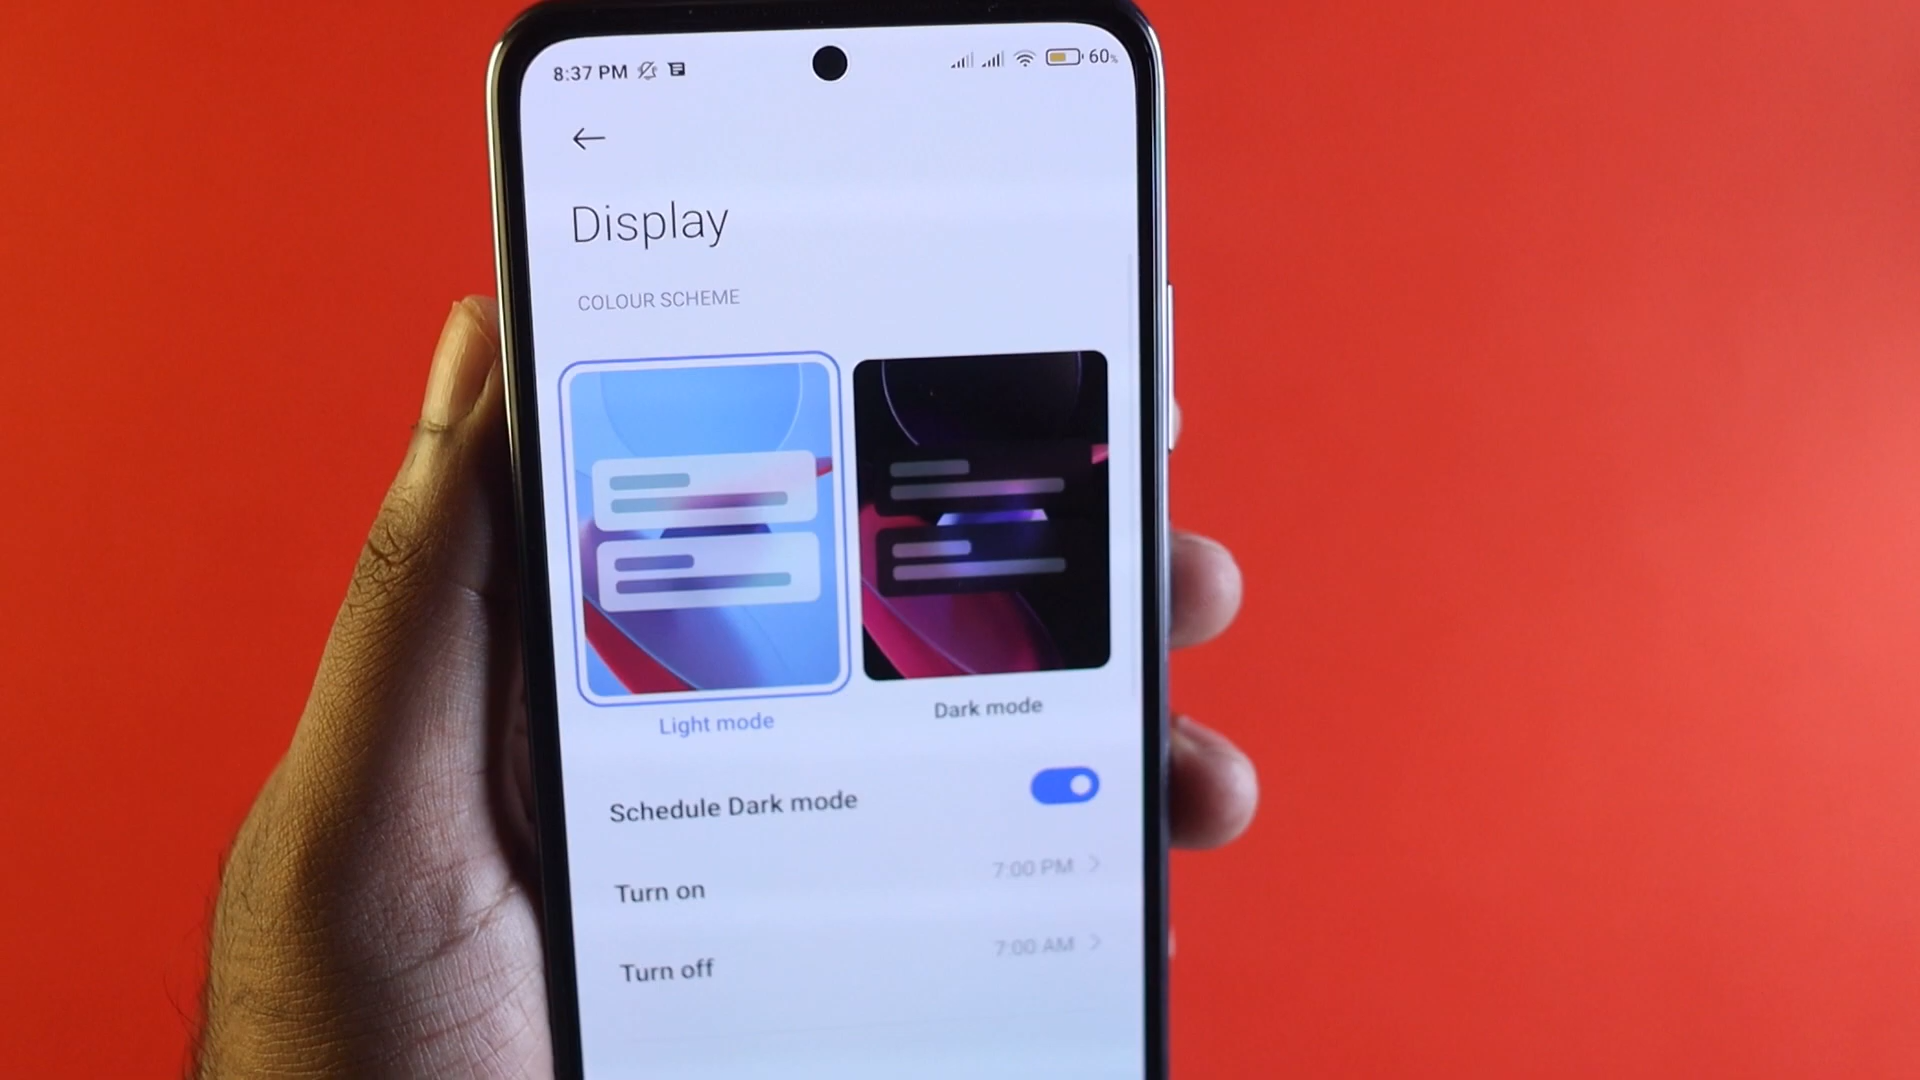 8:37 PM 60%
Display
COLOUR SCHEME
Light mode Dark mode
Schedule Dark mode
Turn on 7:00 PM
Turn off 7:00 AM